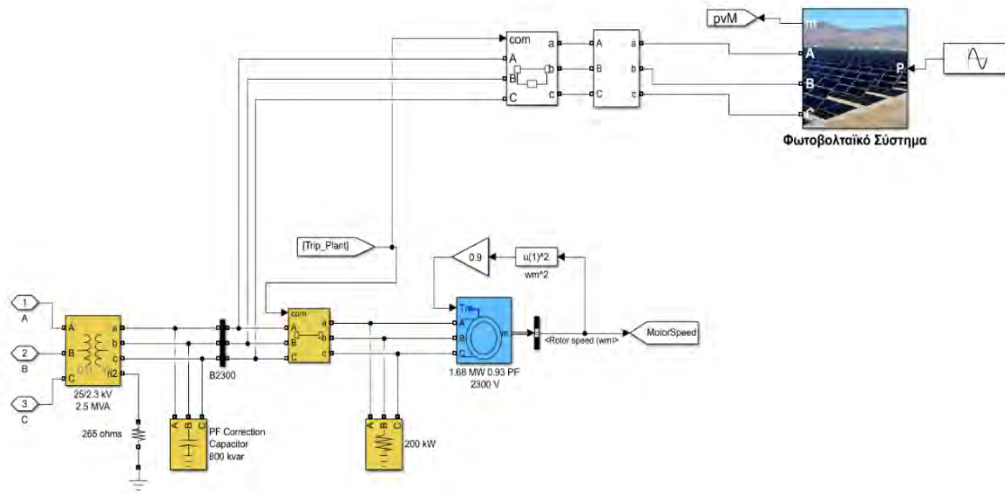 pvM
m
A
B
C
P
Φωτοβολταϊκό Σύστημα
com
A
B
C
a
b
c
A
B
C
a
b
c
[Trip_Plant]
0.9
u(1)^2
wm^2
1
A
2
B
3
C
A
B
C
a
b
c
n2
25/2.3 kV
2.5 MVA
265 ohms
A
B
C
PF Correction
Capacitor
800 kvar
B2300
com
A
B
C
a
b
c
A
B
C
200 kW
Tm
A
B
C
m
1.68 MW 0.93 PF
2300 V
<Rotor speed (wm)>
MotorSpeed